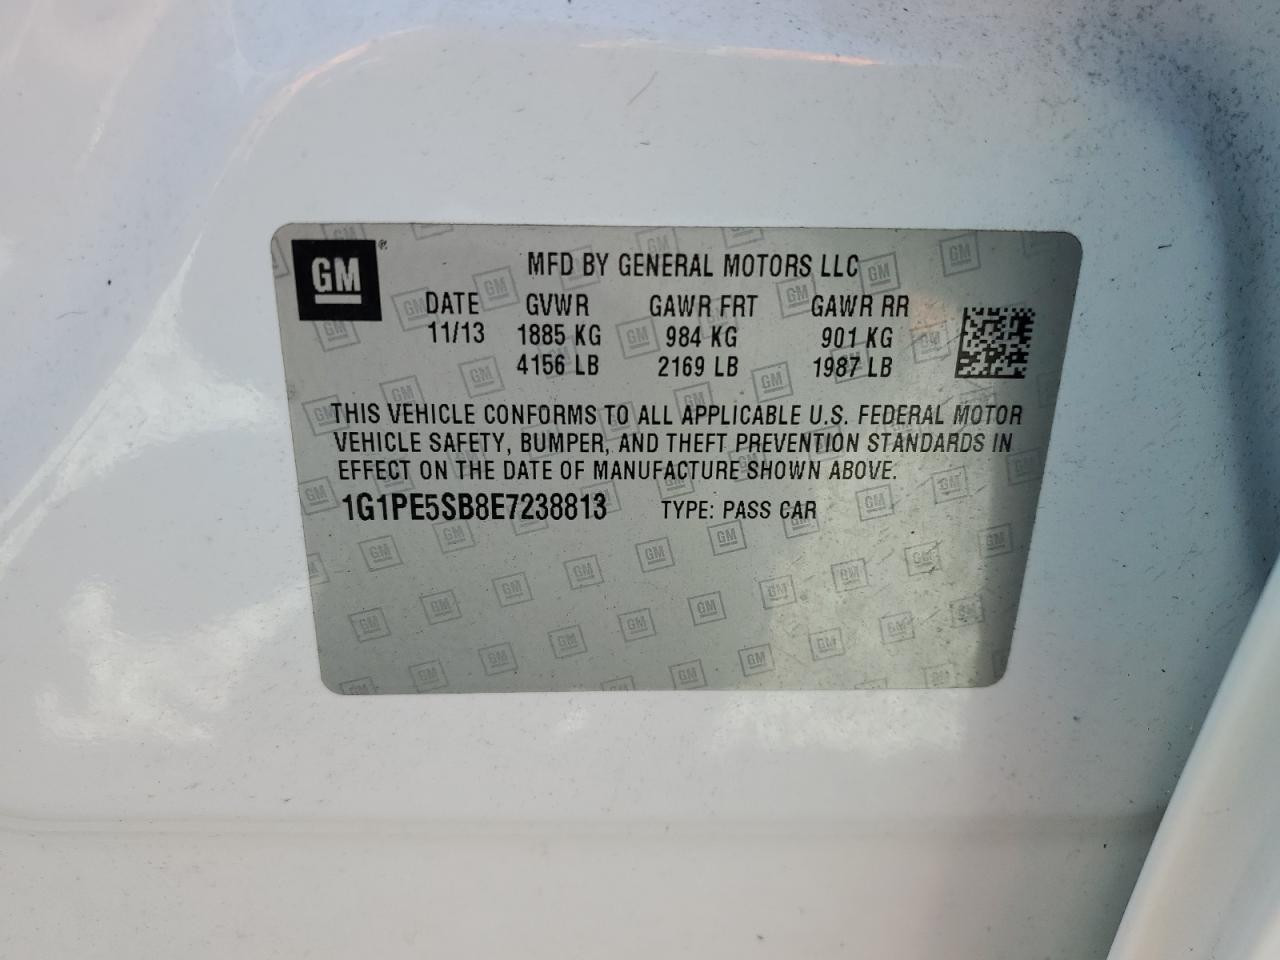 GM ®
MFD BY GENERAL MOTORS LLC
DATE GVWR GAWR FRT GAWR RR
11/13 1885 KG 984 KG 901 KG
4156 LB 2169 LB 1987 LB
THIS VEHICLE CONFORMS TO ALL APPLICABLE U.S. FEDERAL MOTOR
VEHICLE SAFETY, BUMPER, AND THEFT PREVENTION STANDARDS IN
EFFECT ON THE DATE OF MANUFACTURE SHOWN ABOVE.
1G1PE5SB8E7238813 TYPE: PASS CAR